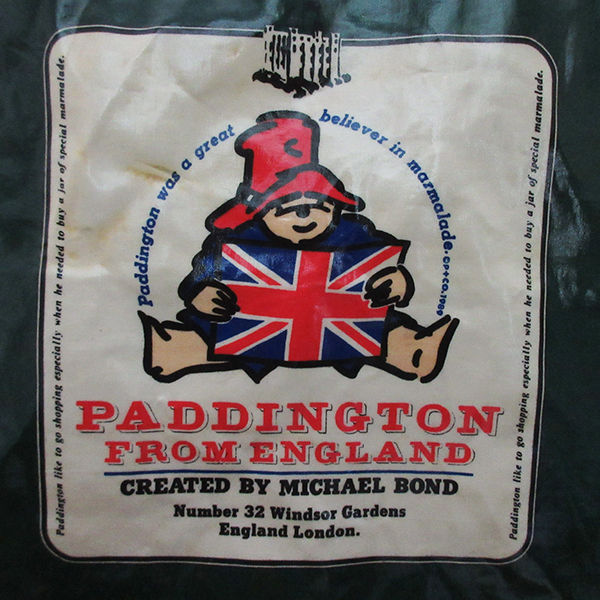 Paddington was a great believer in marmalade. ©P+CO.1989
Paddington like to go shopping especially when he needed to buy a jar of special marmalade.
PADDINGTON
FROM ENGLAND
CREATED BY MICHAEL BOND
Number 32 Windsor Gardens
England London.
Paddington like to go shopping especially when he needed to buy a jar of special marmalade.